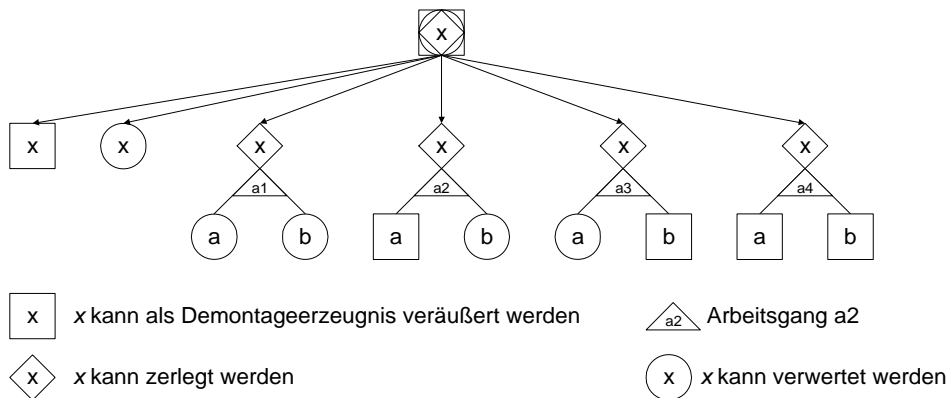 x
x x x x x x
a1 a2 a3 a4
a b a b a b a b
x x kann als Demontageerzeugnis veräußert werden a2 Arbeitsgang a2
x x kann zerlegt werden x x kann verwertet werden